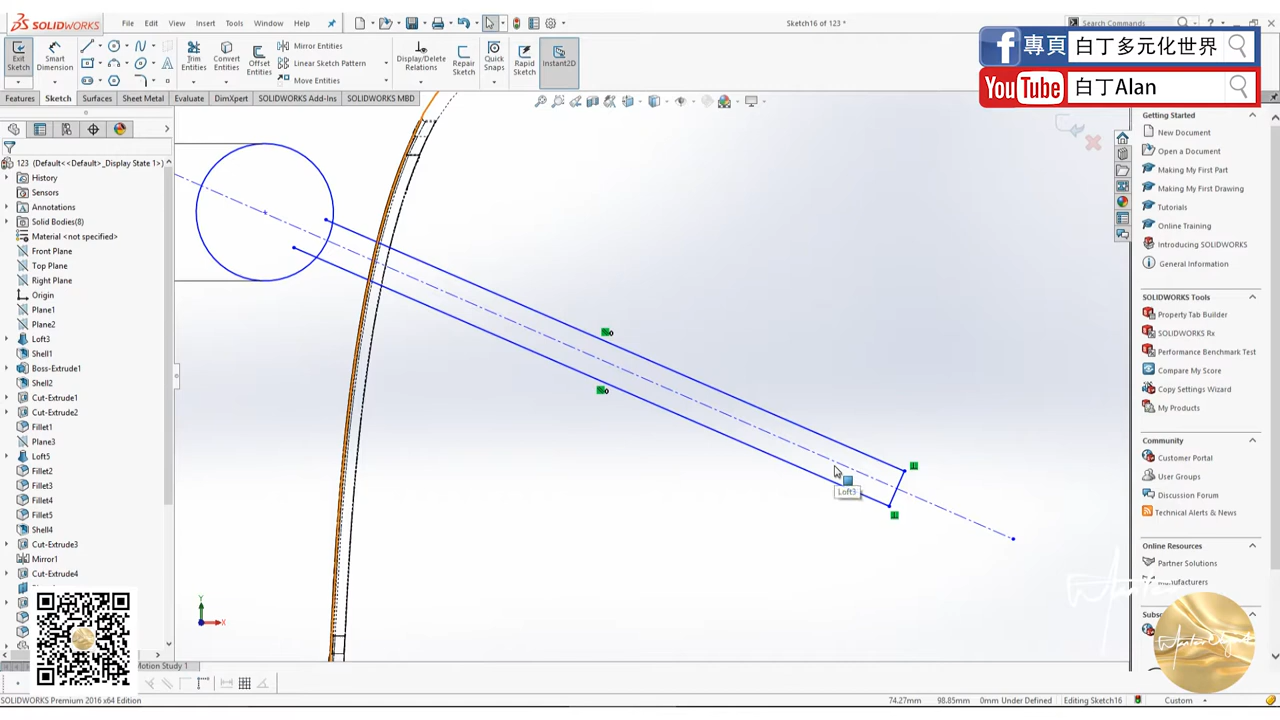 SOLIDWORKS
File Edit View Insert Tools Window Help
Sketch16 of 123 *
Search Commands
専頁 白丁多元化世界
YouTube 白丁Alan
Exit Sketch
Smart Dimension
Trim Entities
Convert Entities
Offset Entities
Mirror Entities
Linear Sketch Pattern
Move Entities
Display/Delete Relations
Repair Sketch
Quick Snaps
Rapid Sketch
Instant2D
Features Sketch Surfaces Sheet Metal Evaluate DimXpert SOLIDWORKS Add-Ins SOLIDWORKS MBD
123 (Default<<Default>_Display State 1>)
History
Sensors
Annotations
Solid Bodies(8)
Material <not specified>
Front Plane
Top Plane
Right Plane
Origin
Plane1
Plane2
Loft3
Shell1
Boss-Extrude1
Shell2
Cut-Extrude1
Cut-Extrude2
Fillet1
Plane3
Loft5
Fillet2
Fillet3
Fillet4
Fillet5
Shell4
Cut-Extrude3
Mirror1
Cut-Extrude4
Loft3
Y
X
Getting Started
New Document
Open a Document
Making My First Part
Making My First Drawing
Tutorials
Online Training
Introducing SOLIDWORKS
General Information
SOLIDWORKS Tools
Property Tab Builder
SOLIDWORKS Rx
Performance Benchmark Test
Compare My Score
Copy Settings Wizard
My Products
Community
Customer Portal
User Groups
Discussion Forum
Technical Alerts & News
Online Resources
Partner Solutions
Manufacturers
Motion Study 1
SOLIDWORKS Premium 2016 x64 Edition
74.27mm 98.85mm 0mm Under Defined Editing Sketch16 Custom